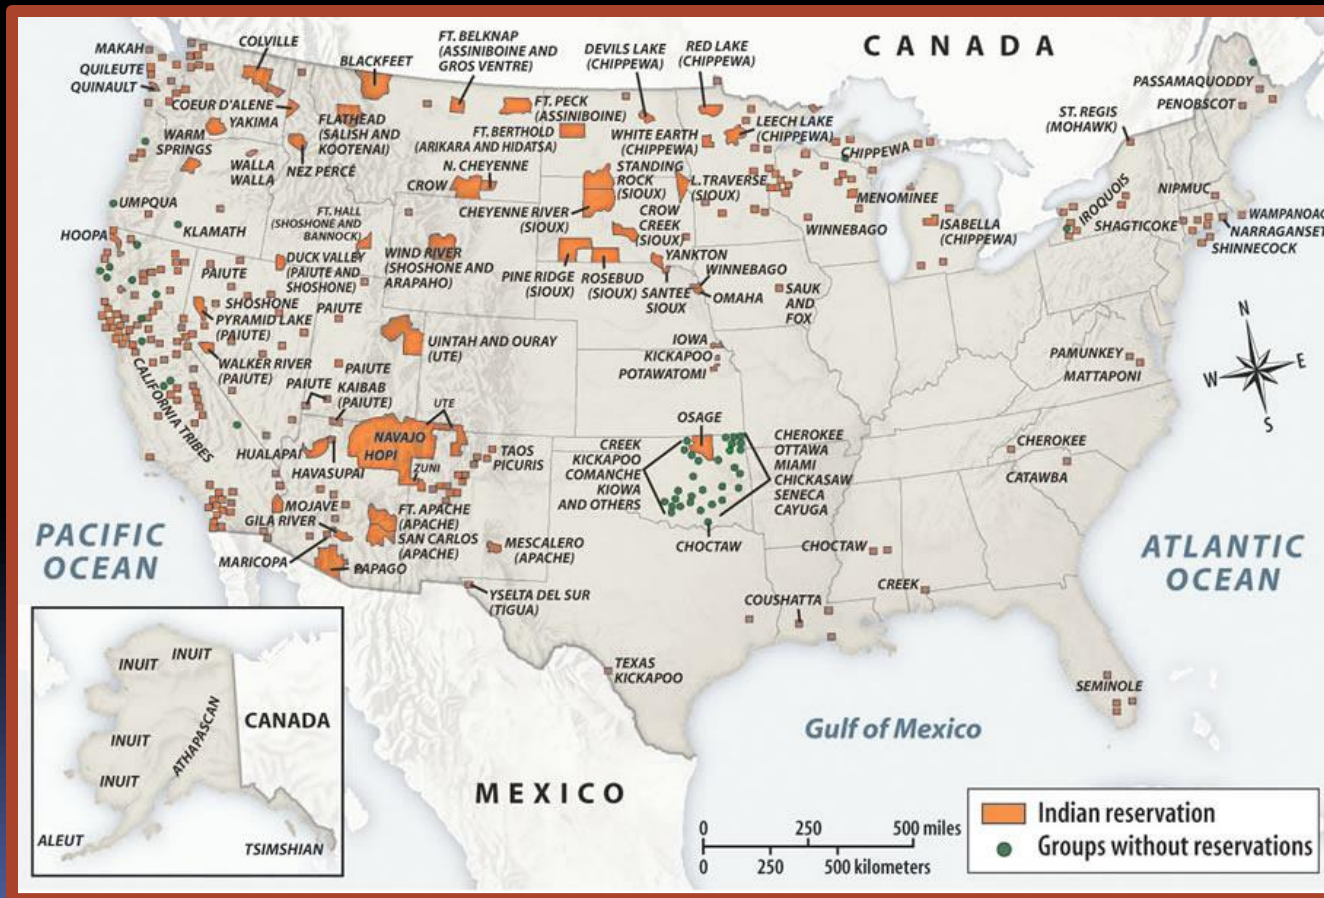 CANADA
MAKAH
QUILEUTE
QUINAULT
COLVILLE
BLACKFEET
FT. BELKNAP
(ASSINIBOINE AND
GROS VENTRE)
DEVILS LAKE
(CHIPPEWA)
RED LAKE
(CHIPPEWA)
PASSAMAQUODDY
PENOBSCOT
COEUR D'ALENE
YAKIMA
FLATHEAD
(SALISH AND
KOOTENAI)
FT. PECK
(ASSINIBOINE)
ST. REGIS
(MOHAWK)
WARM
SPRINGS
FT. BERTHOLD
(ARIKARA AND HIDATSA)
WHITE EARTH
(CHIPPEWA)
LEECH LAKE
(CHIPPEWA)
CHIPPEWA
WALLA
WALLA
NEZ PERCÉ
N. CHEYENNE
CROW
STANDING
ROCK
(SIOUX)
L.TRAVERSE
(SIOUX)
MENOMINEE
IROQUOIS
NIPMUC
UMPQUA
FT. HALL
(SHOSHONE AND
BANNOCK)
CHEYENNE RIVER
(SIOUX)
CROW
CREEK
(SIOUX)
WINNEBAGO
ISABELLA
(CHIPPEWA)
SHAGTICOKE
WAMPANOAG
NARRAGANSET
SHINNECOCK
HOOPA
KLAMATH
PAIUTE
DUCK VALLEY
(PAIUTE AND
SHOSHONE)
WIND RIVER
(SHOSHONE AND
ARAPAHO)
PINE RIDGE
(SIOUX)
ROSEBUD
(SIOUX)
YANKTON
SANTEE
SIOUX
WINNEBAGO
OMAHA
SAUK
AND
FOX
SHOSHONE
PYRAMID LAKE
(PAIUTE)
PAIUTE
N
W
E
S
UINTAH AND OURAY
(UTE)
IOWA
KICKAPOO
POTAWATOMI
PAMUNKEY
MATTAPONI
WALKER RIVER
(PAIUTE)
PAIUTE
PAIUTE
KAIBAB
(PAIUTE)
CALIFORNIA TRIBES
UTE
NAVAJO
HOPI
ZUNI
HUALAPAI
HAVASUPAI
TAOS
PICURIS
OSAGE
CREEK
KICKAPOO
COMANCHE
KIOWA
AND OTHERS
CHEROKEE
OTTAWA
MIAMI
CHICKASAW
SENECA
CAYUGA
CHEROKEE
CATAWBA
MOJAVE
GILA RIVER
MARICOPA
FT. APACHE
(APACHE)
SAN CARLOS
(APACHE)
PAPAGO
MESCALERO
(APACHE)
CHOCTAW
CHOCTAW
PACIFIC
OCEAN
ATLANTIC
OCEAN
YSELTA DEL SUR
(TIGUA)
COUSHATTA
CREEK
TEXAS
KICKAPOO
SEMINOLE
Gulf of Mexico
MEXICO
INUIT
INUIT
INUIT
INUIT
ATHAPASCAN
CANADA
ALEUT
TSIMSHIAN
0 250 500 miles
0 250 500 kilometers
Indian reservation
Groups without reservations